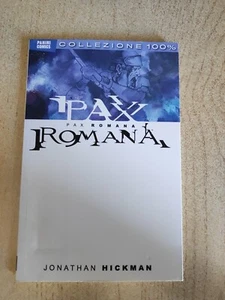 PANINI COMICS
COLLEZIONE 100%
PAX
PAX ROMANA
ROMANA
JONATHAN HICKMAN